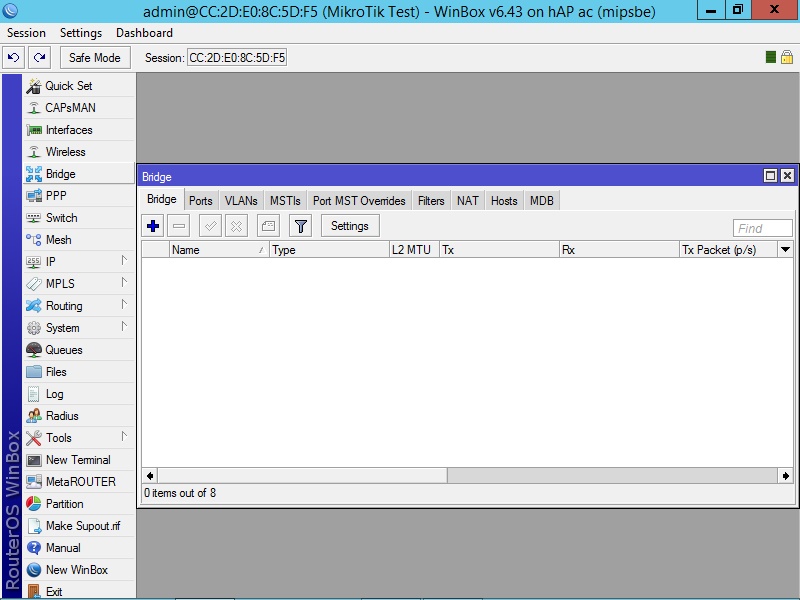 admin@CC:2D:E0:8C:5D:F5 (MikroTik Test) - WinBox v6.43 on hAP ac (mipsbe)
Session Settings Dashboard
Safe Mode Session: CC:2D:E0:8C:5D:F5
Quick Set
CAPsMAN
Interfaces
Wireless
Bridge
PPP
Switch
Mesh
IP
MPLS
Routing
System
Queues
Files
Log
Radius
Tools
New Terminal
MetaROUTER
Partition
Make Supout.rif
Manual
New WinBox
Exit
RouterOS WinBox
Bridge
Bridge Ports VLANs MSTIs Port MST Overrides Filters NAT Hosts MDB
Settings Find
Name Type L2 MTU Tx Rx Tx Packet (p/s)
0 items out of 8